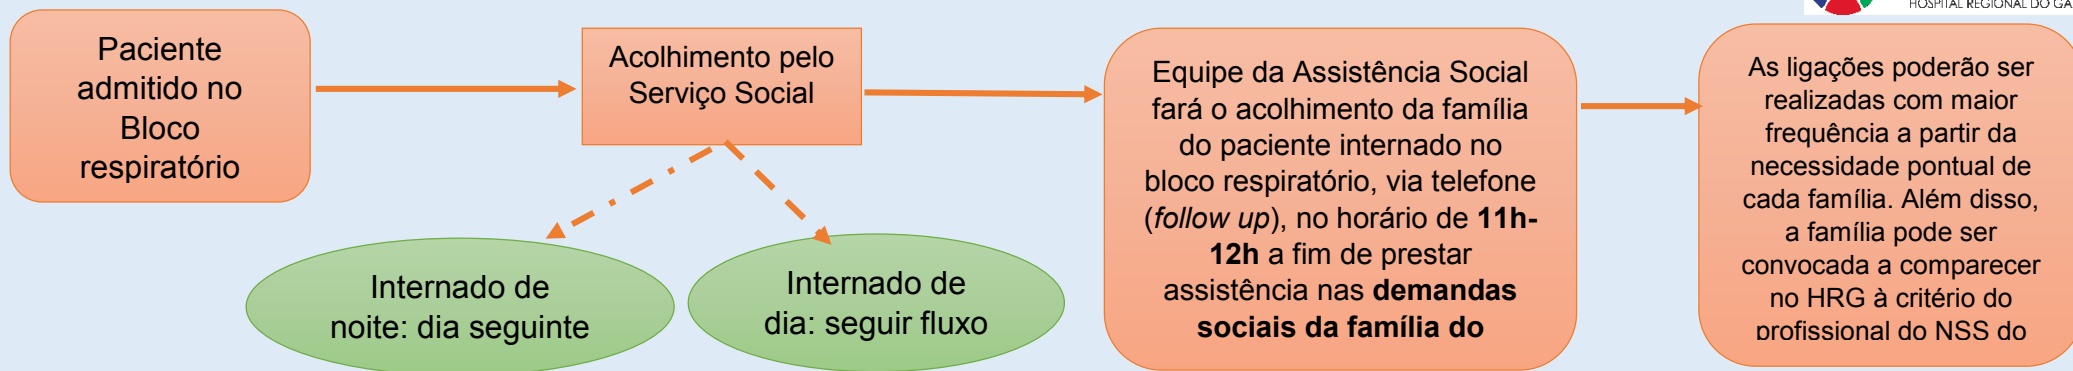 HOSPITAL REGIONAL DO GA
Paciente
admitido no
Bloco
respiratório
Acolhimento pelo
Serviço Social
Internado de
noite: dia seguinte
Internado de
dia: seguir fluxo
Equipe da Assistência Social
fará o acolhimento da família
do paciente internado no
bloco respiratório, via telefone
(follow up), no horário de 11h-
12h a fim de prestar
assistência nas demandas
sociais da família do
As ligações poderão ser
realizadas com maior
frequência a partir da
necessidade pontual de
cada família. Além disso,
a família pode ser
convocada a comparecer
no HRG à critério do
profissional do NSS do